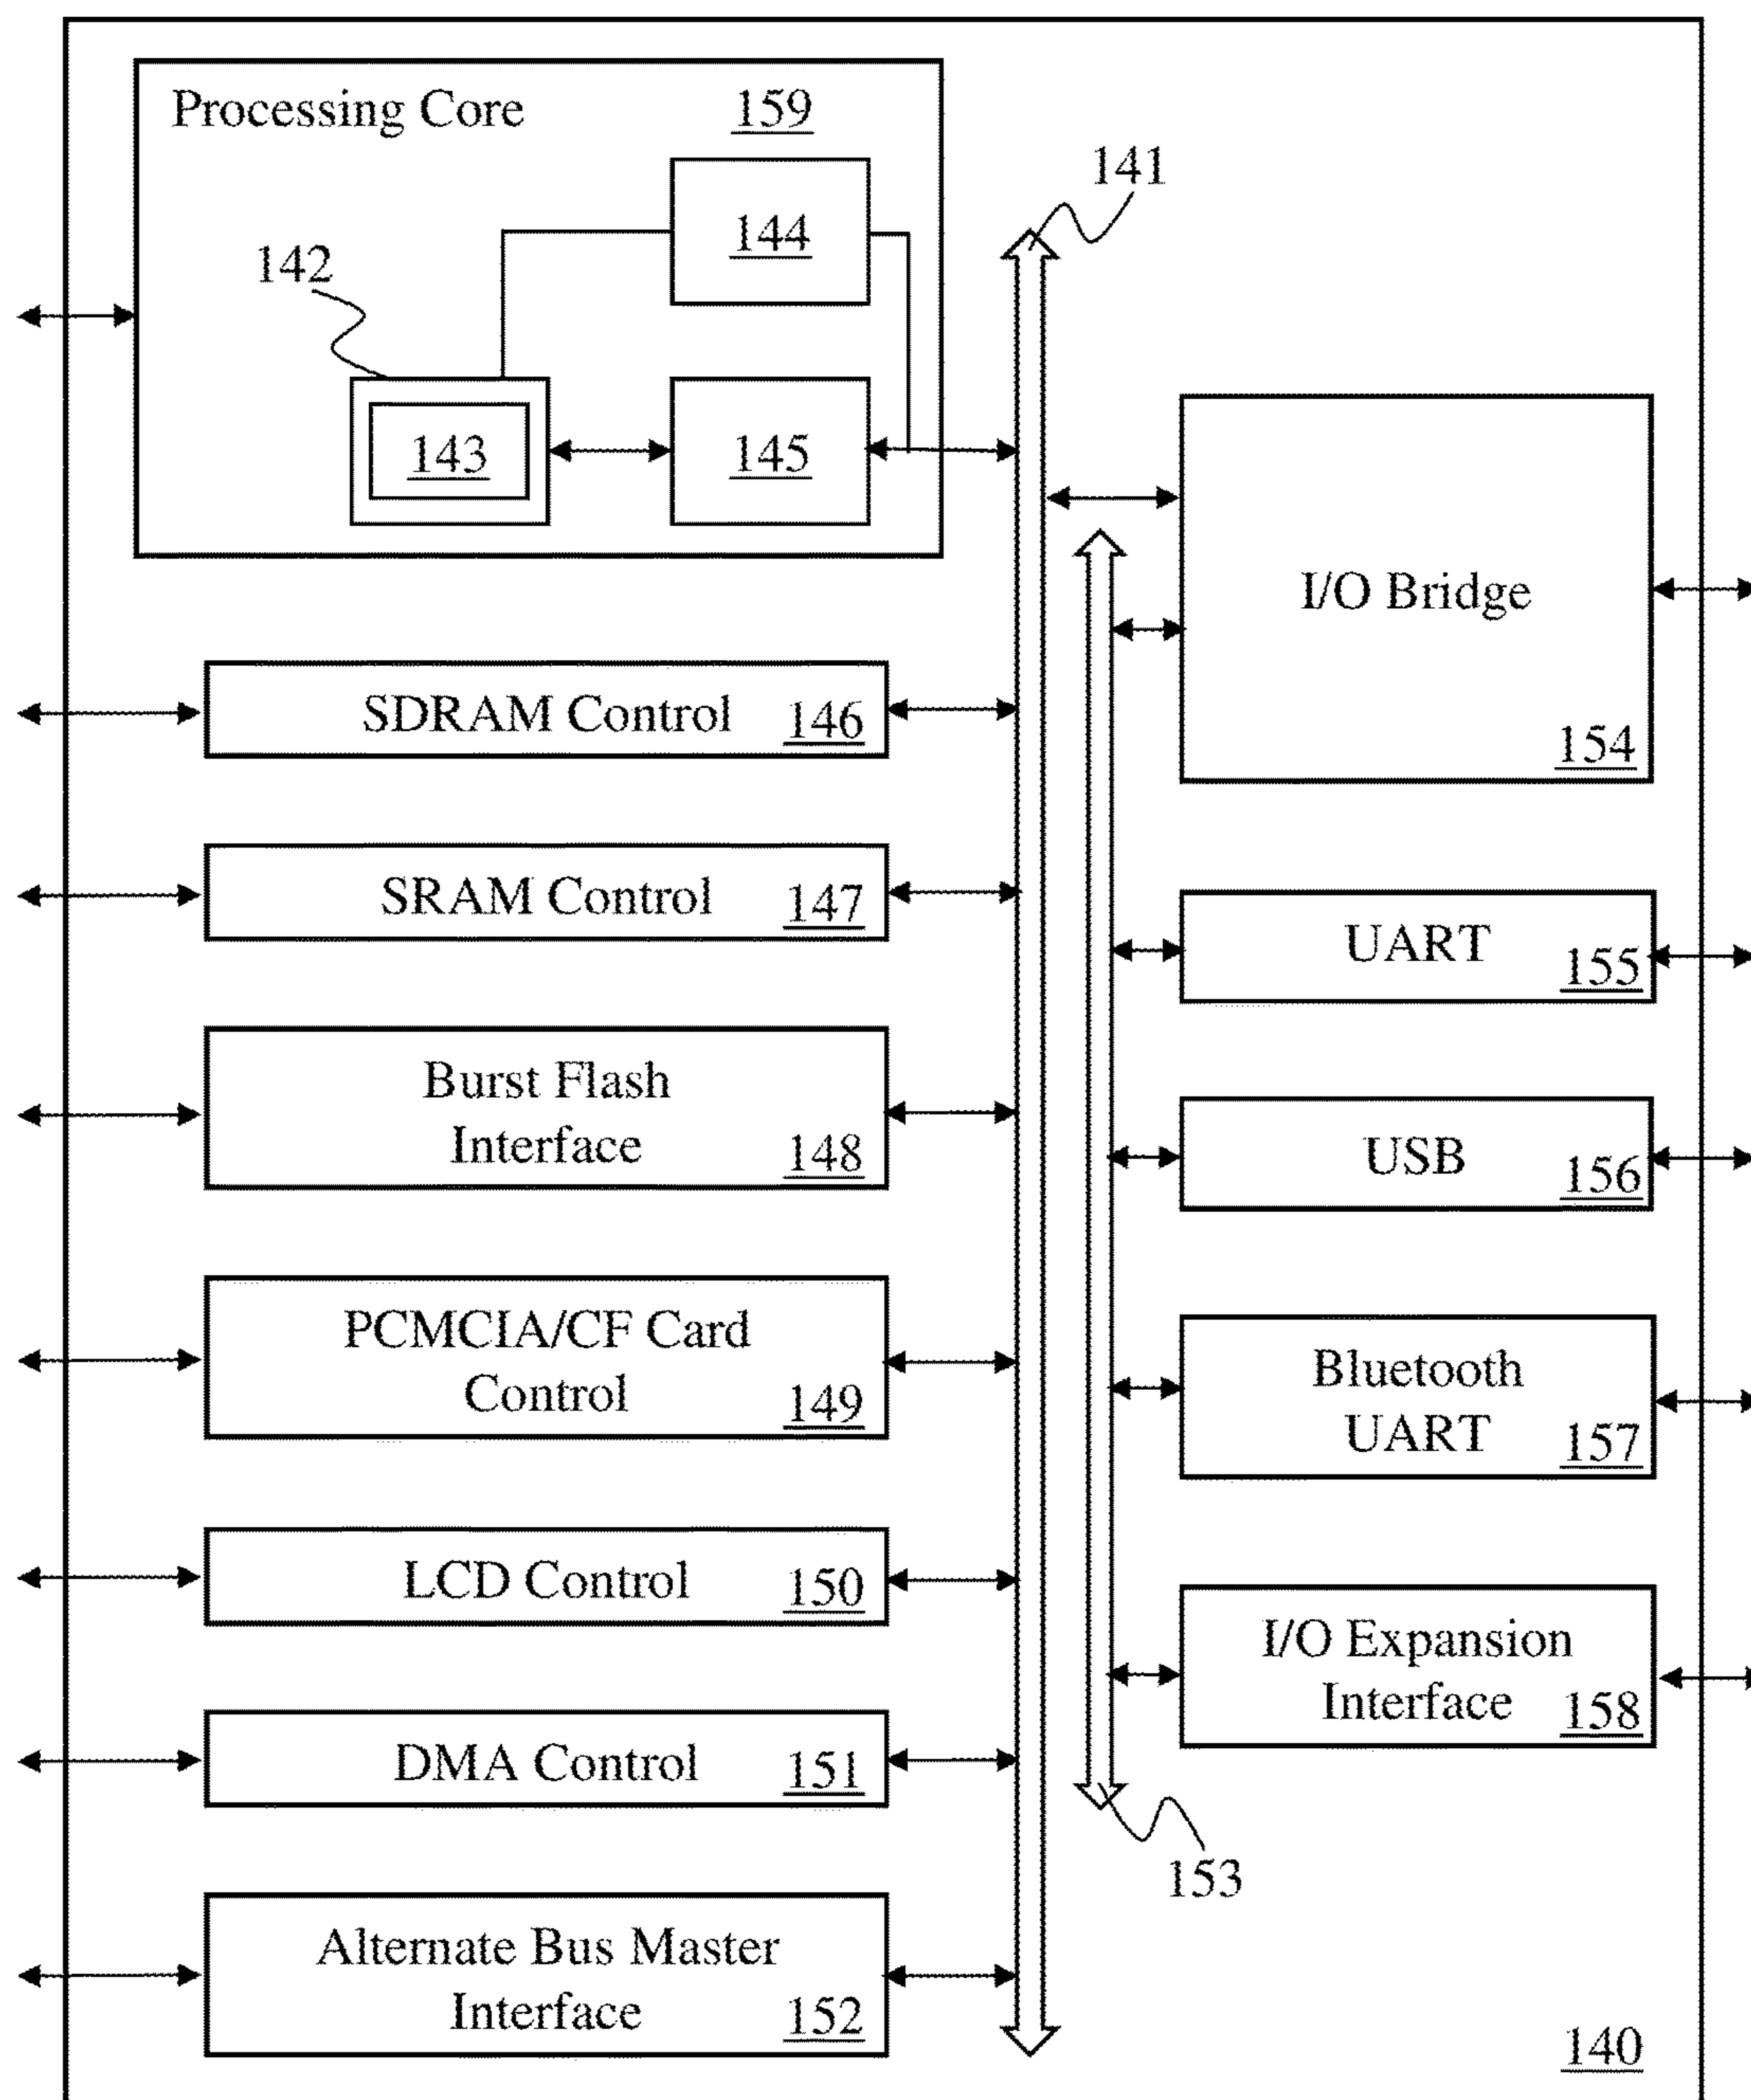 Processing Core 159
141
144
142
143
145
I/O Bridge
154
SDRAM Control 146
SRAM Control 147
UART 155
Burst Flash
Interface 148
USB 156
PCMCIA/CF Card
Control 149
Bluetooth
UART 157
LCD Control 150
I/O Expansion
Interface 158
DMA Control 151
153
Alternate Bus Master
Interface 152
140